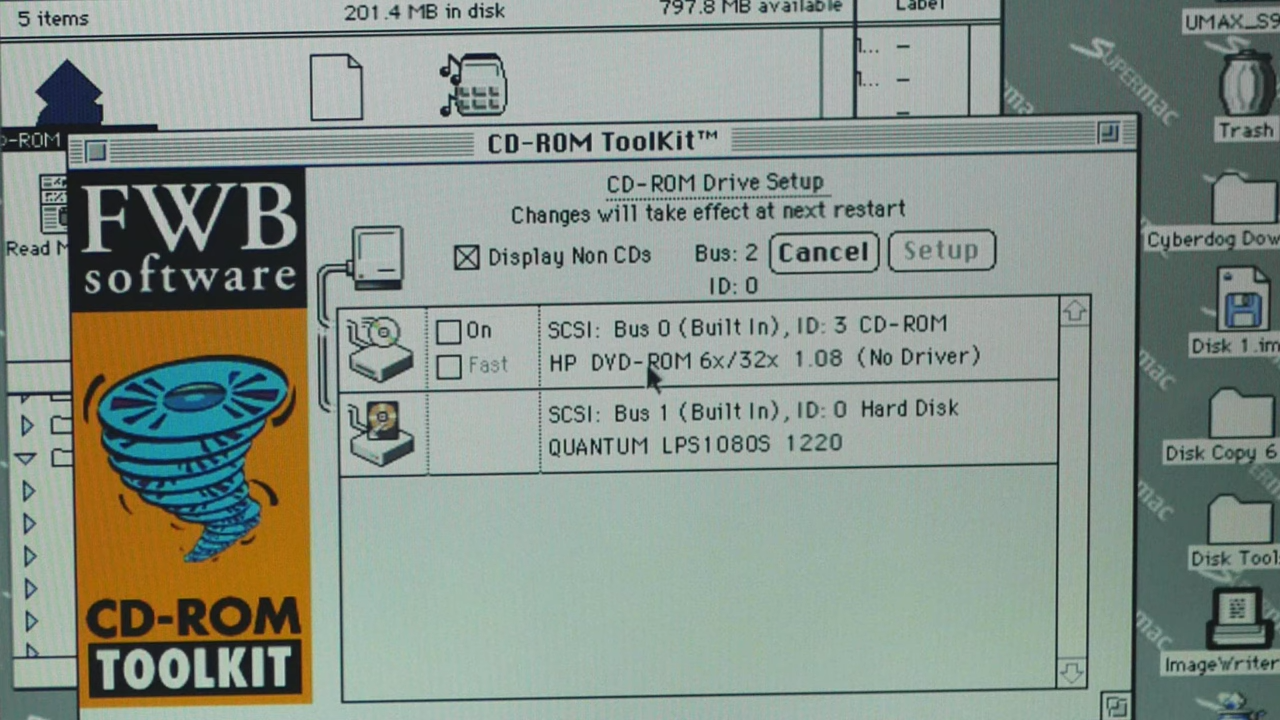 5 items
201.4 MB in disk
797.8 MB available
Label
UMAX_S9
SUPERMAC
Trash
CD-ROM ToolKit™
FWB
software
CD-ROM Drive Setup
Changes will take effect at next restart
Display Non CDs
Bus: 2
Cancel
Setup
ID: 0
Read M
Cyberdog Dow
On
SCSI: Bus 0 (Built In), ID: 3 CD-ROM
Fast
HP DVD-ROM 6x/32x 1.08 (No Driver)
Disk 1.im
SCSI: Bus 1 (Built In), ID: 0 Hard Disk
QUANTUM LPS1080S 1220
Disk Copy 6
Disk Tool
CD-ROM
TOOLKIT
ImageWriter